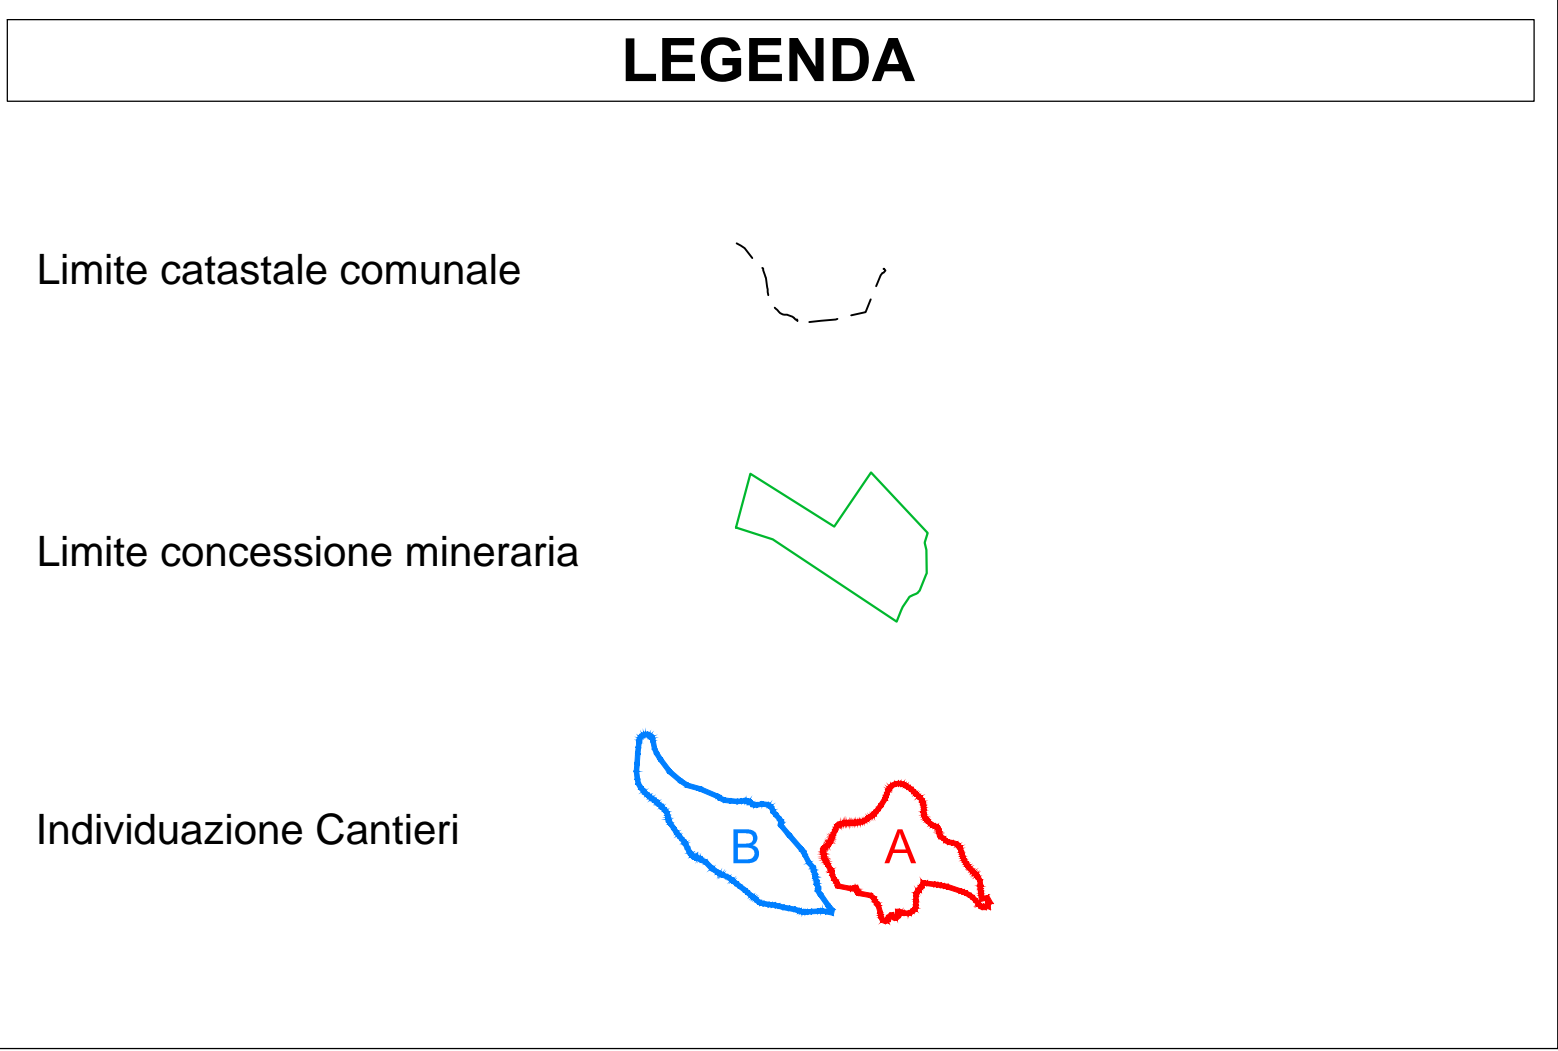 LEGENDA
Limite catastale comunale
Limite concessione mineraria
Individuazione Cantieri
B
A